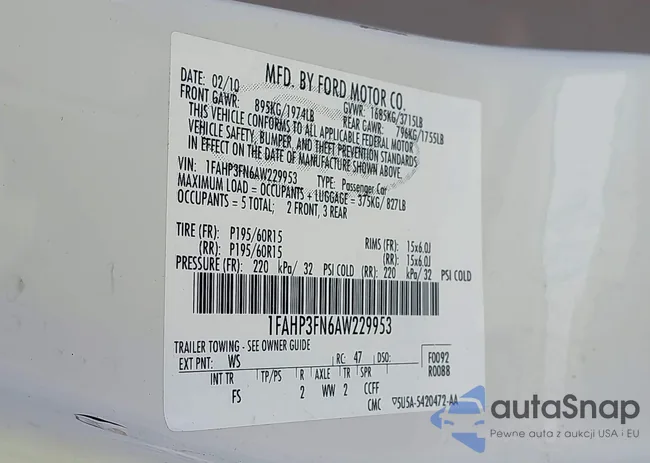 MFD. BY FORD MOTOR CO.
DATE: 02/10 GVWR: 1685KG/3715LB
FRONT GAWR: 895KG/1974LB REAR GAWR: 796KG/1755LB
THIS VEHICLE CONFORMS TO ALL APPLICABLE FEDERAL MOTOR
VEHICLE SAFETY, BUMPER, AND THEFT PREVENTION STANDARDS
IN EFFECT ON THE DATE OF MANUFACTURE SHOWN ABOVE.
VIN: 1FAHP3FN6AW229953 TYPE: Passenger Car
MAXIMUM LOAD = OCCUPANTS + LUGGAGE = 375KG/827LB
OCCUPANTS = 5 TOTAL; 2 FRONT, 3 REAR
TIRE (FR): P195/60R15 RIMS (FR): 15x6.0J
(RR): P195/60R15 (RR): 15x6.0J
PRESSURE (FR): 220 kPa/ 32 PSI COLD (RR): 220 kPa/ 32 PSI COLD
1FAHP3FN6AW229953
TRAILER TOWING - SEE OWNER GUIDE
EXT PNT: WS RC: 47 DSO: F0092
INT TR TP/PS R AXLE TR SPR R0088
FS 2 WW 2 CCFF
CMC ▽5U5A-5420472-AA
autaSnap
Pewne auta z aukcji USA i EU